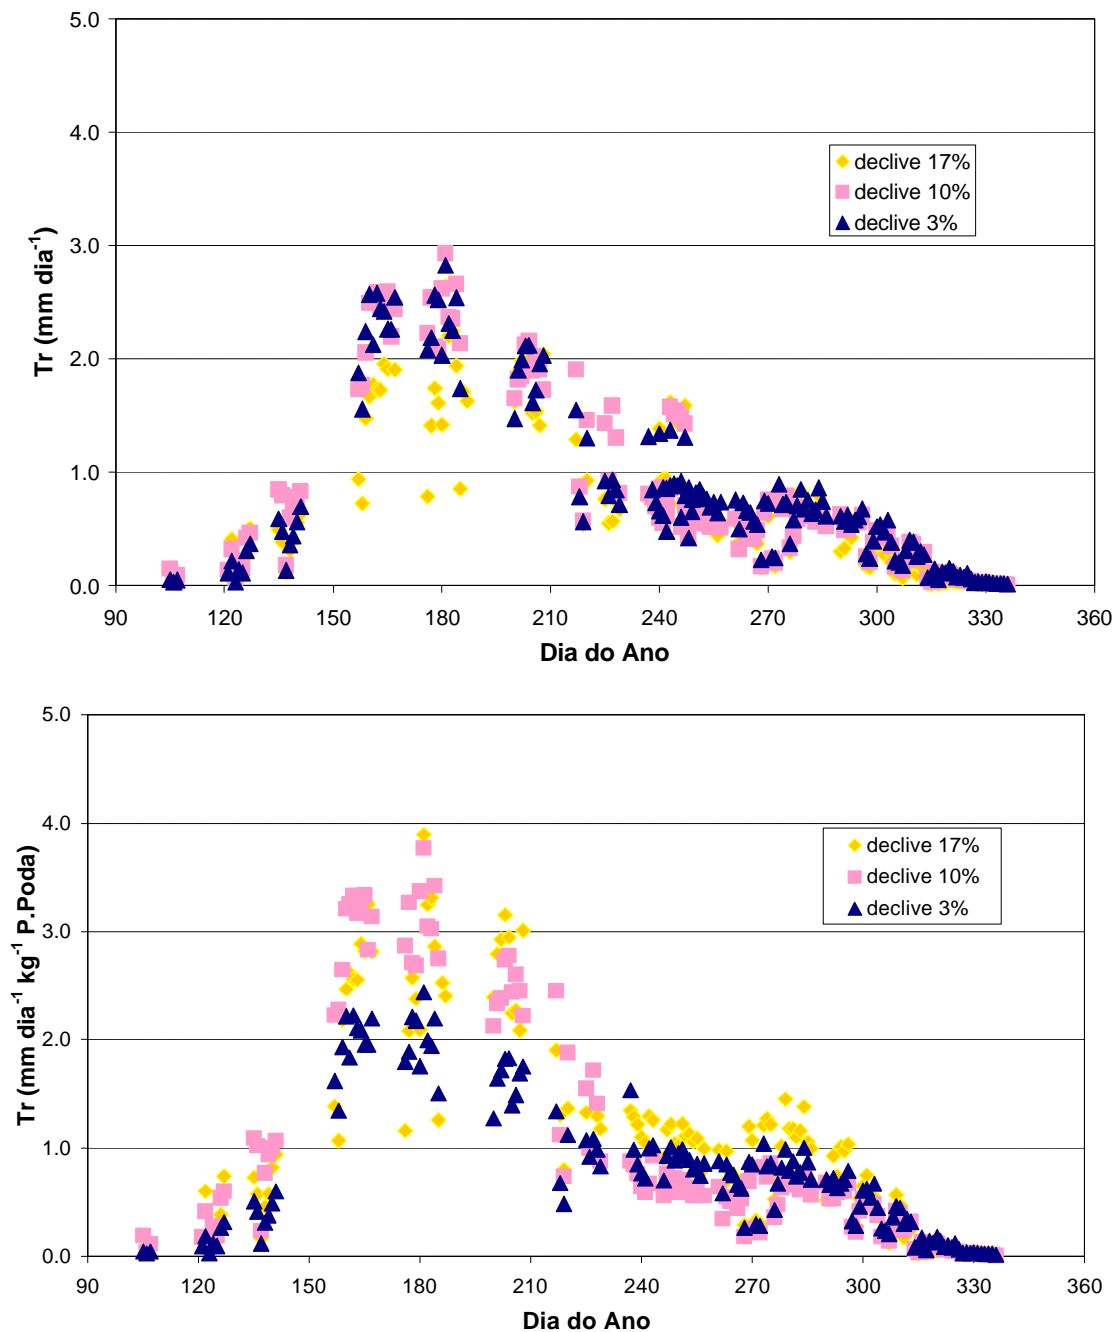 5.0
4.0
3.0
2.0
1.0
0.0
Tr (mm dia⁻¹)
declive 17%
declive 10%
declive 3%
90 120 150 180 210 240 270 300 330 360
Dia do Ano
5.0
4.0
3.0
2.0
1.0
0.0
Tr (mm dia⁻¹ kg⁻¹ P.Poda)
declive 17%
declive 10%
declive 3%
90 120 150 180 210 240 270 300 330 360
Dia do Ano